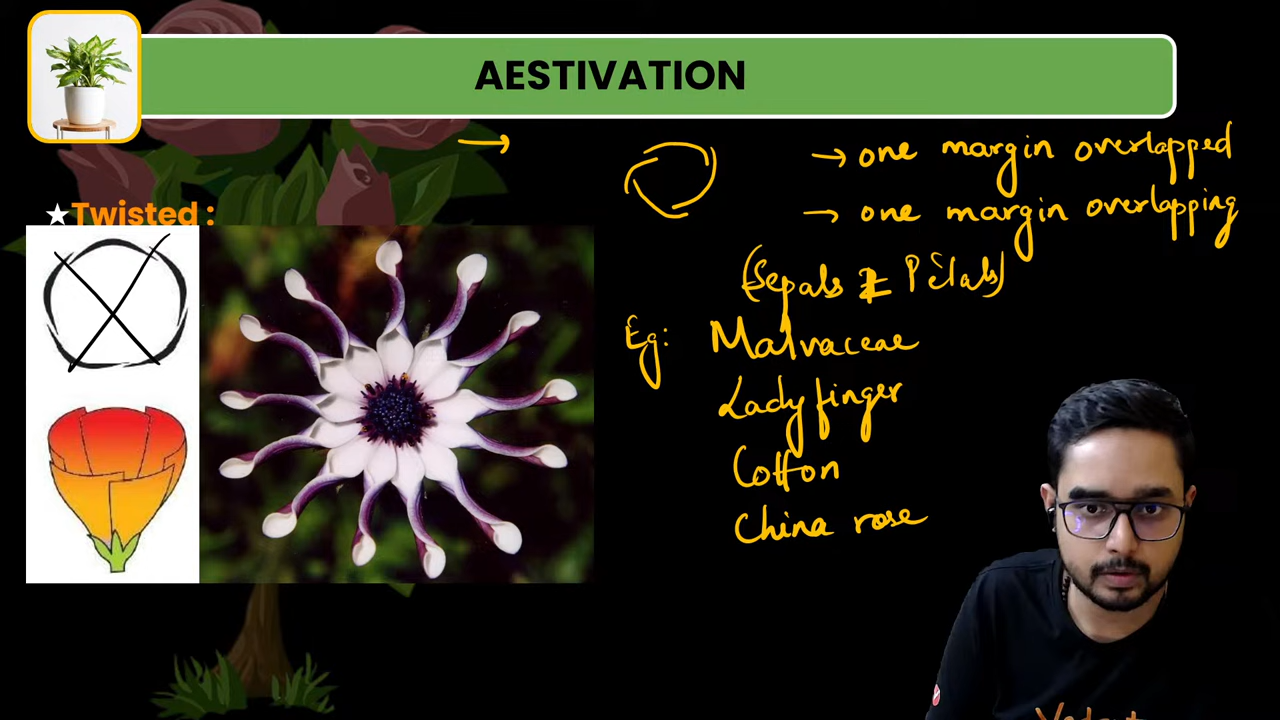 AESTIVATION
→ one margin overlapped
→ one margin overlapping
★Twisted :
(Sepals Petals)
Eg: Malvaceae
Lady finger
Cotton
China rose